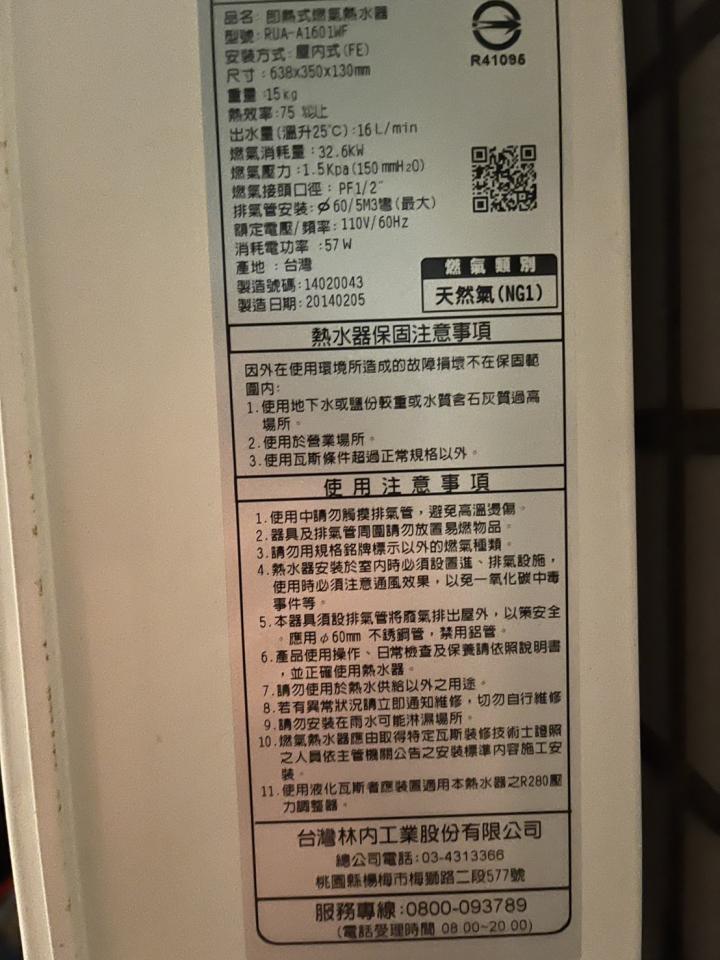 品名: 即熱式燃氣熱水器
型號: RUA-A1601WF
安裝方式: 屋內式(FE)
尺寸: 638x350x130mm
重量:15kg
熱效率:75 %以上
出水量(溫升25℃):16L/min
燃氣消耗量:32.6KW
燃氣壓力:1.5Kpa(150mmH₂O)
燃氣接頭口徑: PF1/2"
排氣管安裝:ϕ60/5M3彎(最大)
額定電壓/頻率: 110V/60Hz
消耗電功率 :57W
產地 :台灣
製造號碼:14020043
製造日期:20140205
R41095
燃氣類別
天然氣(NG1)
熱水器保固注意事項
因外在使用環境所造成的故障損壞不在保固範
圍內:
1.使用地下水或鹽份較重或水質含石灰質過高
場所。
2.使用於營業場所。
3.使用瓦斯條件超過正常規格以外。
使用注意事項
1.使用中請勿觸摸排氣管,避免高溫燙傷。
2.器具及排氣管周圍請勿放置易燃物品。
3.請勿用規格銘牌標示以外的燃氣種類。
4.熱水器安裝於室內時必須設置進、排氣設施,
使用時必須注意通風效果,以免一氧化碳中毒
事件等。
5.本器具須設排氣管將廢氣排出屋外,以策安全
。應用ϕ60mm 不銹鋼管,禁用鋁管。
6.產品使用操作、日常檢查及保養請依照說明書
,並正確使用熱水器。
7.請勿使用於熱水供給以外之用途。
8.若有異常狀況請立即通知維修,切勿自行維修
9.請勿安裝在雨水可能淋濕場所。
10.燃氣熱水器應由取得特定瓦斯裝修技術士證照
之人員依主管機關公告之安裝標準內容施工安
裝。
11.使用液化瓦斯者應裝置適用本熱水器之R280壓
力調整器。
台灣林內工業股份有限公司
總公司電話:03-4313366
桃園縣楊梅市梅獅路二段577號
服務專線:0800-093789
(電話受理時間 08:00~20:00)